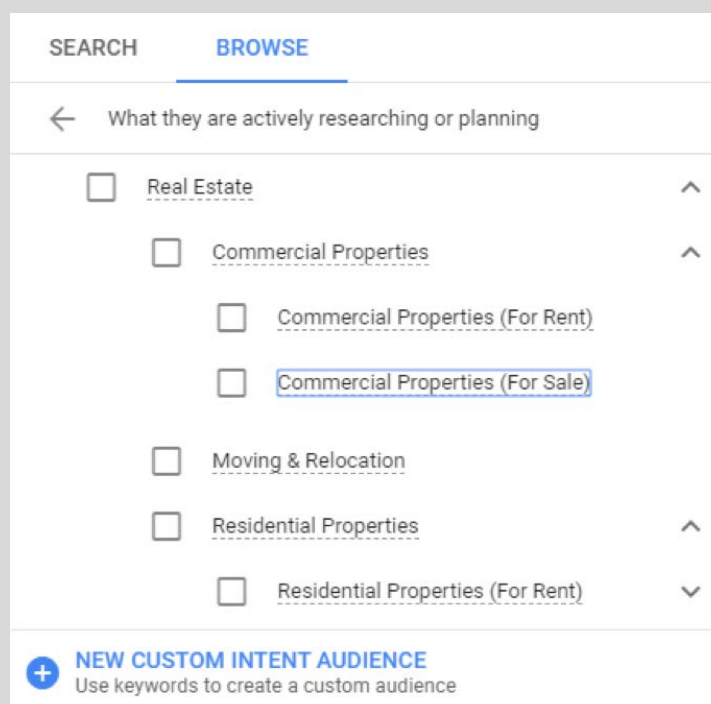 SEARCH BROWSE
What they are actively researching or planning
Real Estate
Commercial Properties
Commercial Properties (For Rent)
Commercial Properties (For Sale)
Moving & Relocation
Residential Properties
Residential Properties (For Rent)
NEW CUSTOM INTENT AUDIENCE
Use keywords to create a custom audience